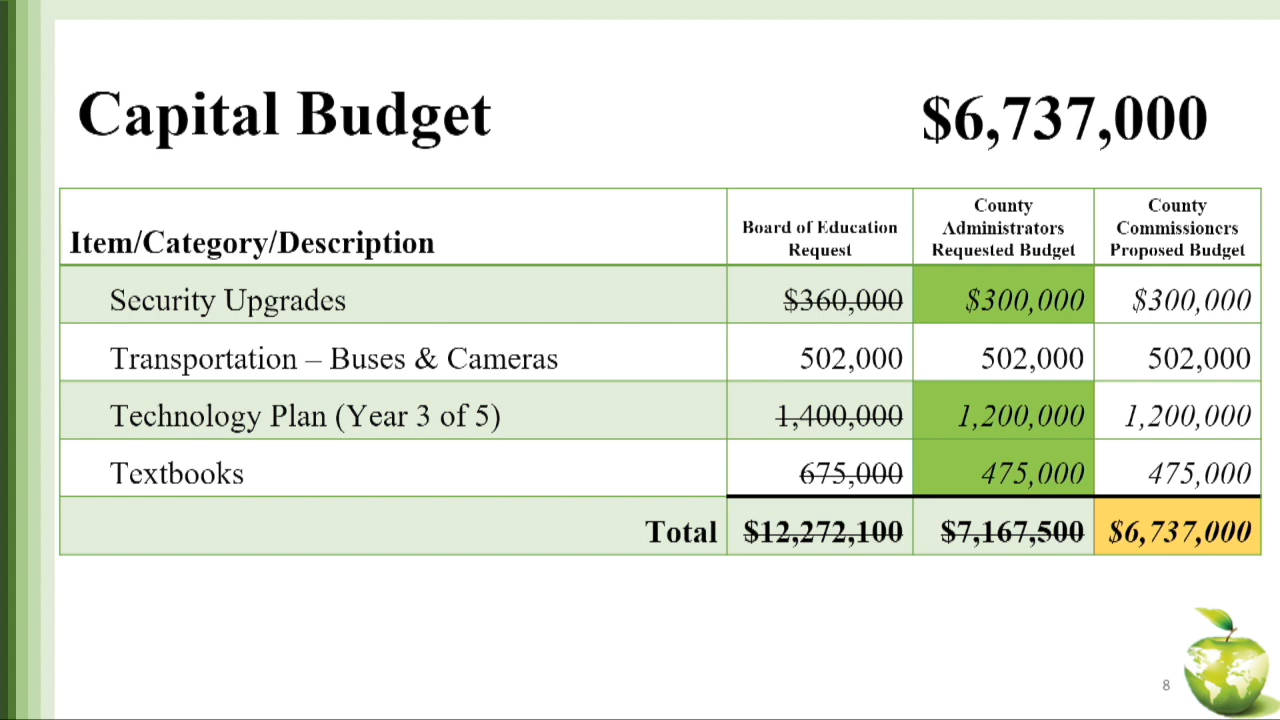 Capital Budget $6,737,000
Item/Category/Description Board of Education Request County Administrators Requested Budget County Commissioners Proposed Budget
Security Upgrades $360,000 $300,000 $300,000
Transportation – Buses & Cameras 502,000 502,000 502,000
Technology Plan (Year 3 of 5) 1,400,000 1,200,000 1,200,000
Textbooks 675,000 475,000 475,000
Total $12,272,100 $7,167,500 $6,737,000
8